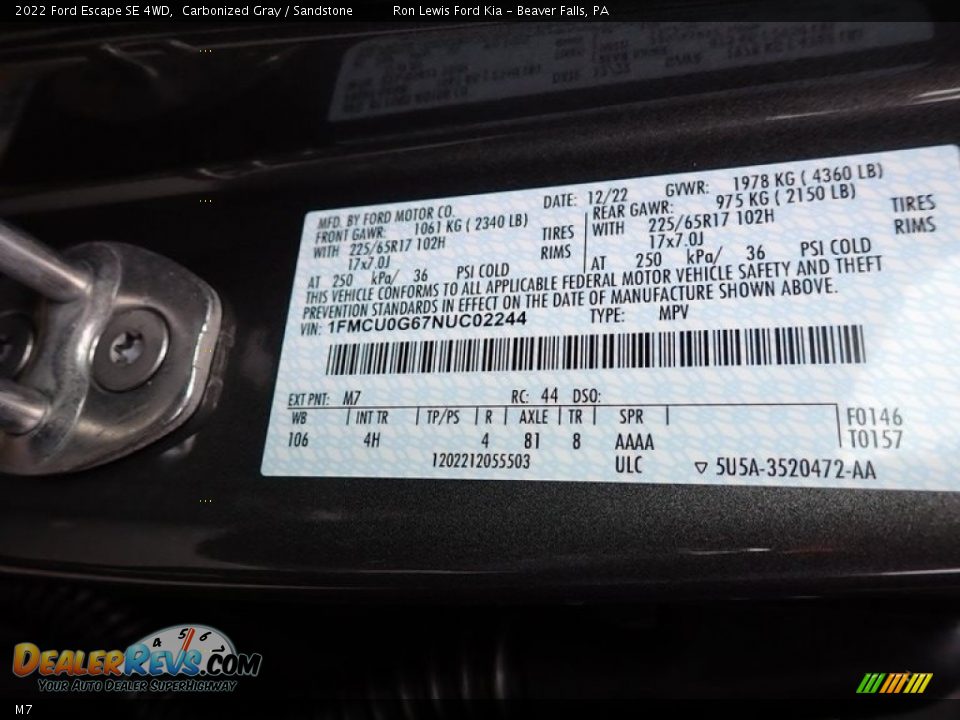 2022 Ford Escape SE 4WD, Carbonized Gray / Sandstone Ron Lewis Ford Kia - Beaver Falls, PA
MFD. BY FORD MOTOR CO. DATE: 12/22 GVWR: 1978 KG ( 4360 LB)
FRONT GAWR: 1061 KG ( 2340 LB) REAR GAWR: 975 KG ( 2150 LB)
WITH 225/65R17 102H TIRES WITH 225/65R17 102H TIRES
17x7.0J RIMS 17x7.0J RIMS
AT 250 kPa/ 36 PSI COLD AT 250 kPa/ 36 PSI COLD
THIS VEHICLE CONFORMS TO ALL APPLICABLE FEDERAL MOTOR VEHICLE SAFETY AND THEFT
PREVENTION STANDARDS IN EFFECT ON THE DATE OF MANUFACTURE SHOWN ABOVE.
VIN: 1FMCU0G67NUC02244 TYPE: MPV
EXT PNT: M7 RC: 44 DSO:
WB INT TR TP/PS R AXLE TR SPR F0146
106 4H 4 81 8 AAAA T0157
1202212055503 ULC 5U5A-3520472-AA
4 5 6
DEALERREVS.COM
YOUR AUTO DEALER SUPERHIGHWAY
M7